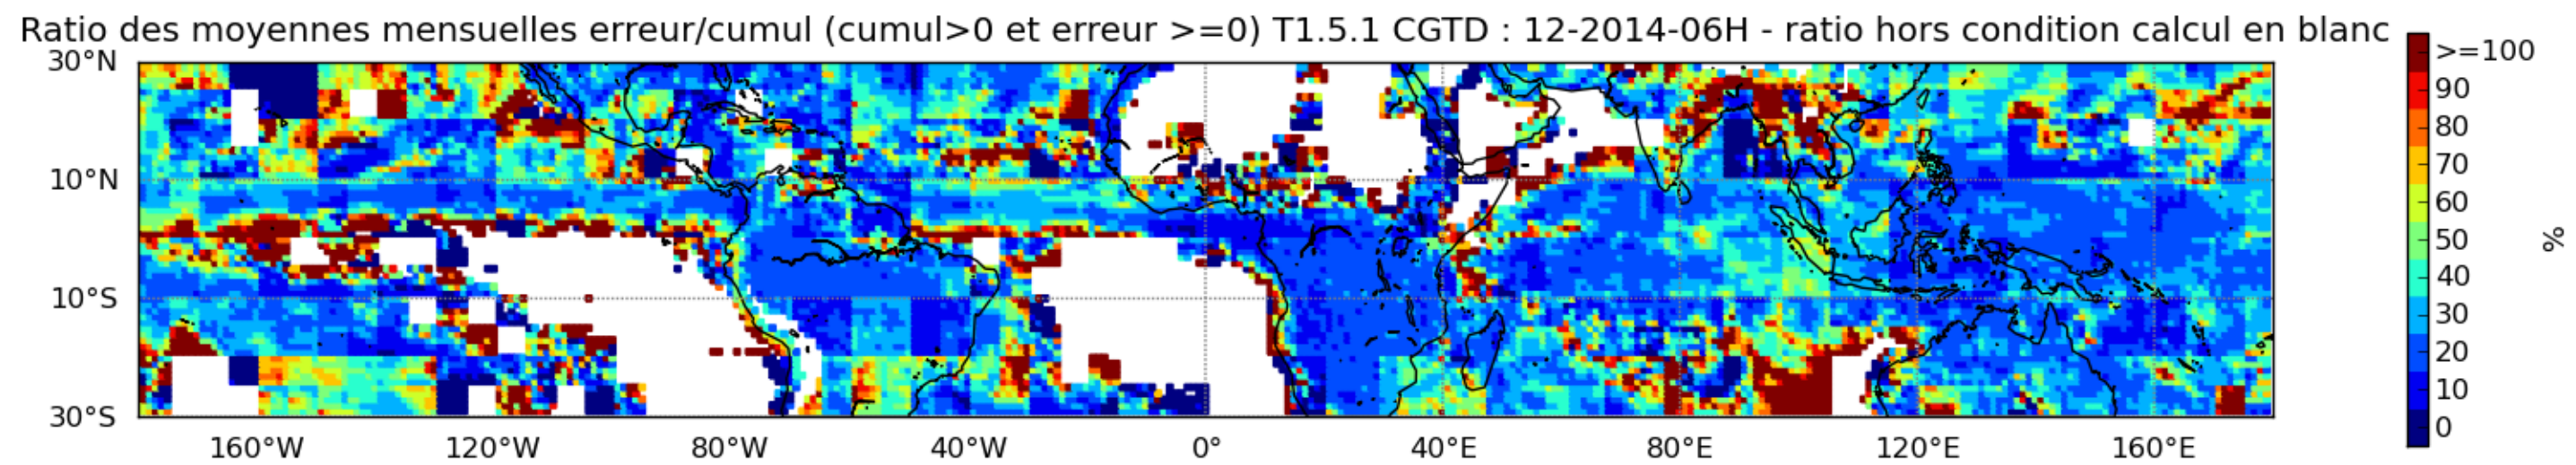 Ratio des moyennes mensuelles erreur/cumul (cumul>0 et erreur >=0) T1.5.1 CGTD : 12-2014-06H - ratio hors condition calcul en blanc
30°N
10°N
10°S
30°S
160°W 120°W 80°W 40°W 0° 40°E 80°E 120°E 160°E
>=100
90
80
70
60
50
40
30
20
10
0
%